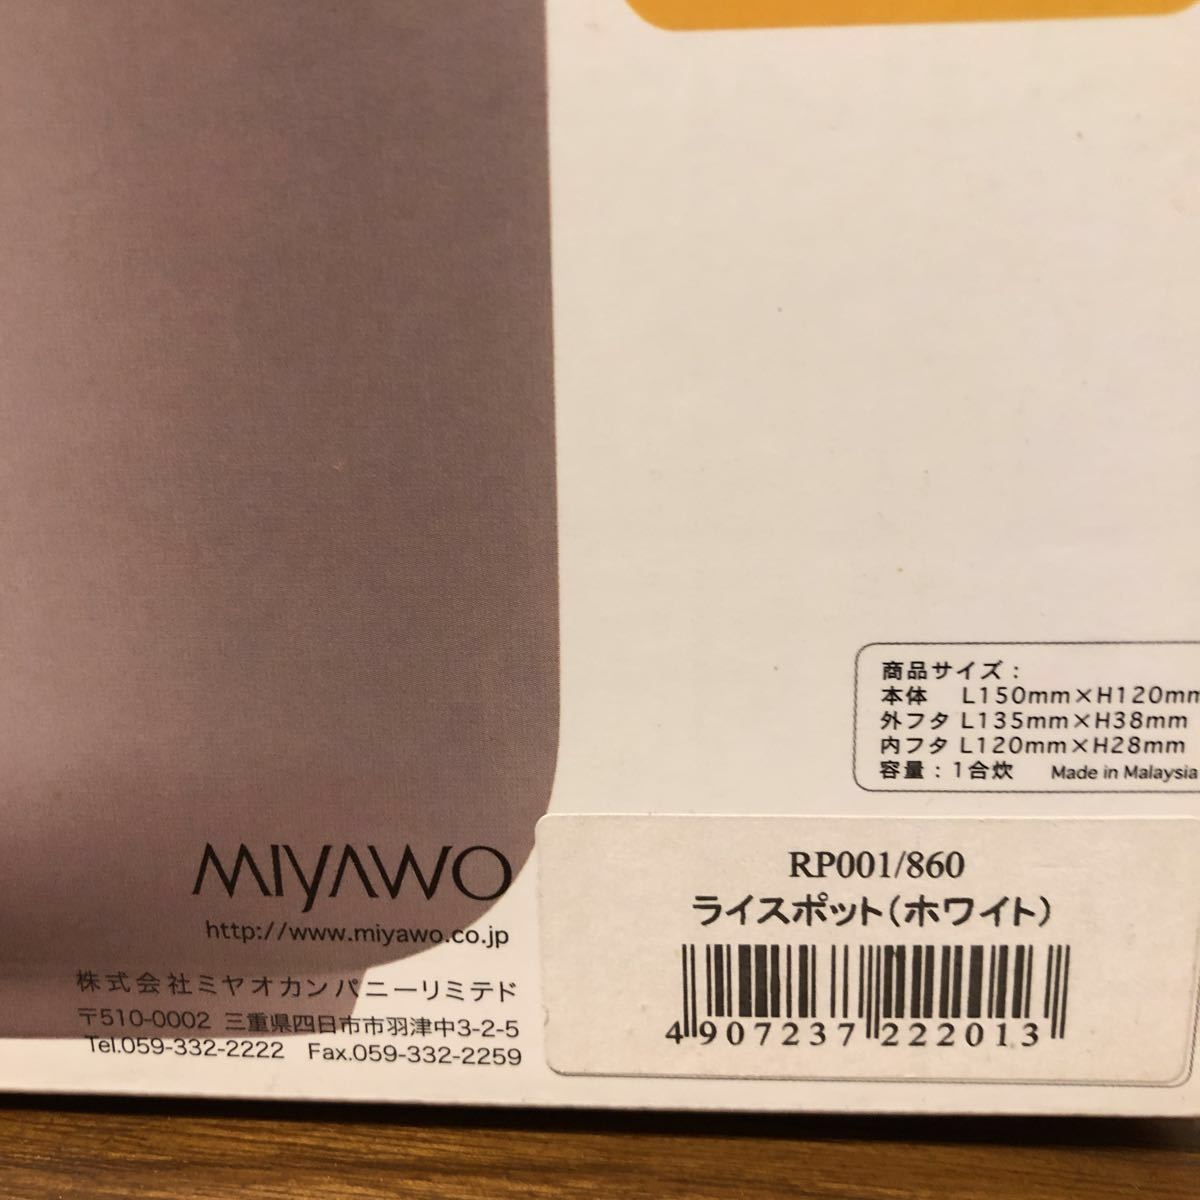 商品サイズ：
本体 L150mm×H120mm
外フタ L135mm×H38mm
内フタ L120mm×H28mm
容量：1合炊 Made in Malaysia
MIYAWO
http://www.miyawo.co.jp
株式会社ミヤオカンパニーリミテド
〒510-0002 三重県四日市市羽津中3-2-5
Tel.059-332-2222 Fax.059-332-2259
RP001/860
ライスポット(ホワイト)
4907237222013